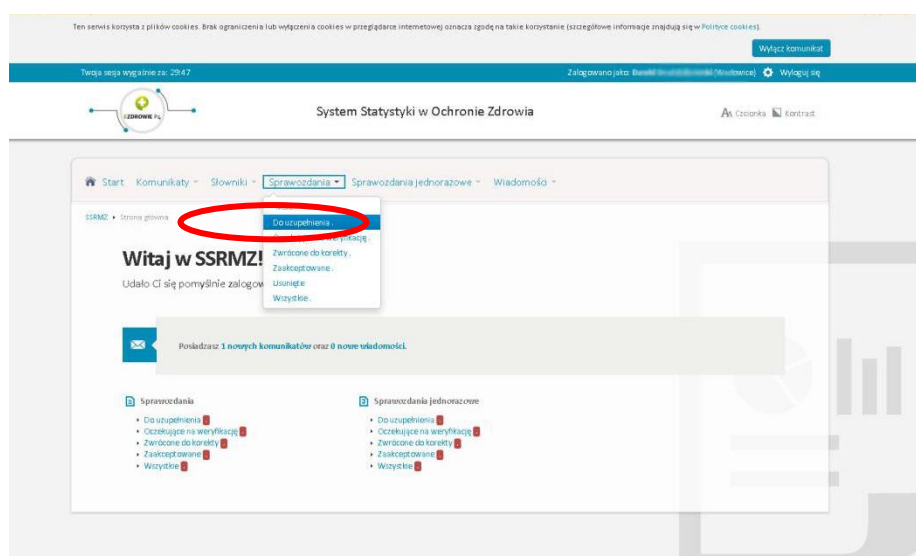 Ten serwis korzysta z plików cookies. Brak ograniczenia lub wyłączenia cookies w przeglądarce internetowej oznacza zgodę na takie korzystanie (szczegółowe informacje znajdują się w Polityce cookies).
Wyłącz komunikat
Twoja sesja wygaśnie za: 29:47
Zalogowano jako: (Wadowice) Wyloguj się
System Statystyki w Ochronie Zdrowia
Aₐ Czcionka Kontrast
Start Komunikaty Słowniki Sprawozdania Sprawozdania jednorazowe Wiadomości
SSRMZ Strona główna
Do uzupełnienia
Zwrócone do korekty
Zaakceptowane
Usunięte
Wszystkie
Witaj w SSRMZ!
Udało Ci się pomyślnie zalogow
Posiadasz 1 nowych komunikatów oraz 0 nowe wiadomości.
Sprawozdania
Do uzupełnienia
Oczekujące na weryfikację
Zwrócone do korekty
Zaakceptowane
Wszystkie
Sprawozdania jednorazowe
Do uzupełnienia
Oczekujące na weryfikację
Zwrócone do korekty
Zaakceptowane
Wszystkie